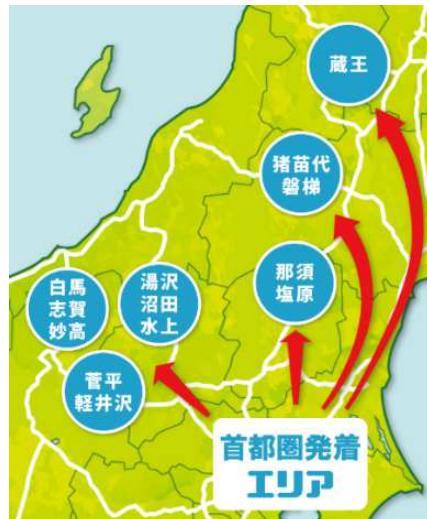 蔵王
猪苗代
磐梯
那須
塩原
湯沢
沼田
水上
白馬
志賀
妙高
菅平
軽井沢
首都圏発着
エリア